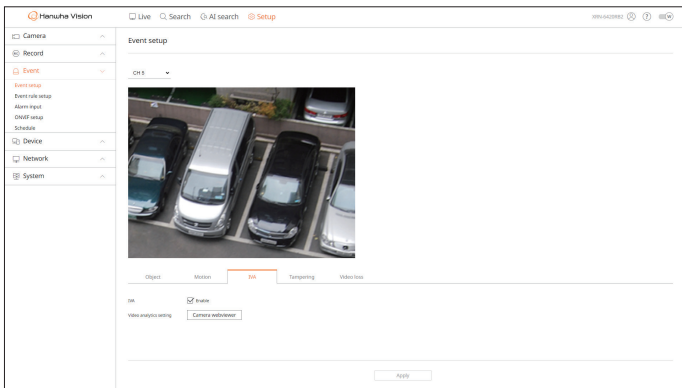 Hanwha Vision
Live Search AI search Setup
Camera
Record
Event
Event setup
Event rule setup
Alarm input
ONVIF setup
Schedule
Device
Network
System
Event setup
CH 5
Object Motion IVA Tampering Video loss
IVA Enable
Video analytics setting Camera webviewer
Apply